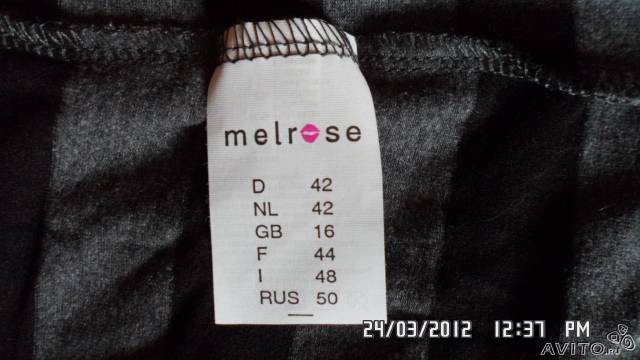 melrose
D 42
NL 42
GB 16
F 44
I 48
RUS 50
24/03/2012 12:37 PM
AVITO.ru